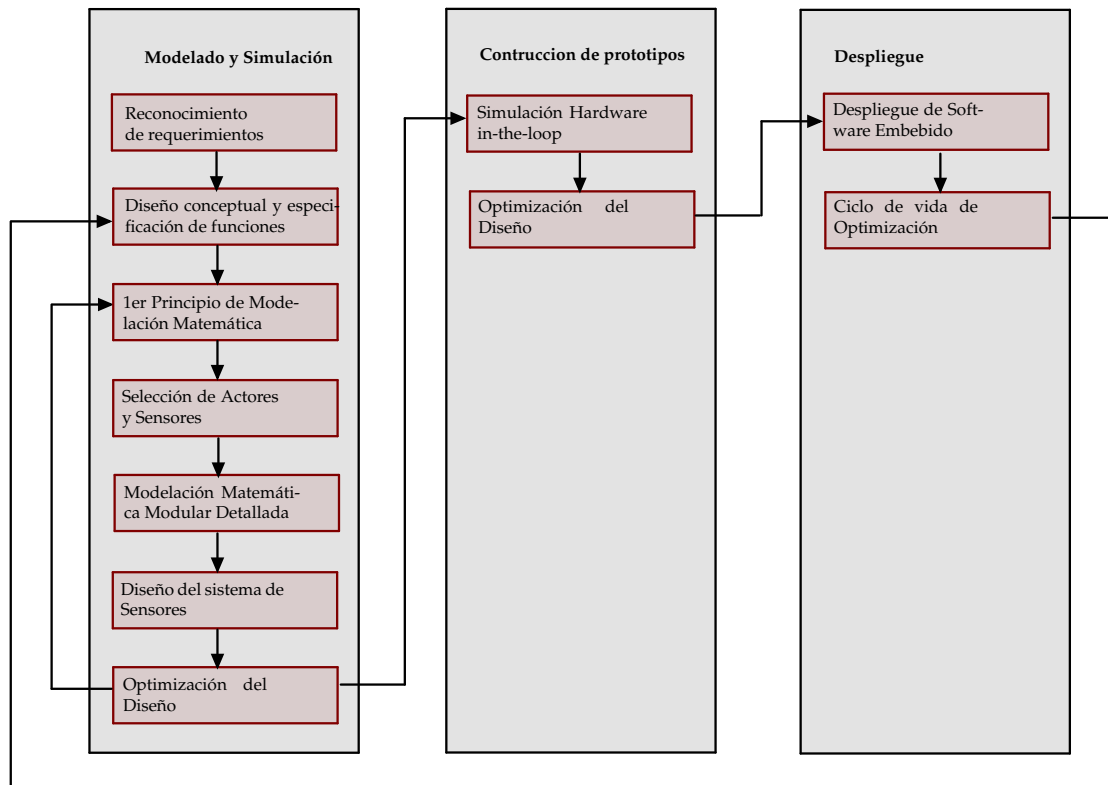 Modelado y Simulación
Reconocimiento
de requerimientos
Diseño conceptual y especi-
ificación de funciones
1er Principio de Mode-
lación Matemática
Selección de Actores
y Sensores
Modelación Matemáti-
ca Modular Detallada
Diseño del sistema de
Sensores
Optimización del
Diseño
Contruccion de prototipos
Simulación Hardware
in-the-loop
Optimización del
Diseño
Despliegue
Despliegue de Soft-
ware Embebido
Ciclo de vida de
Optimización